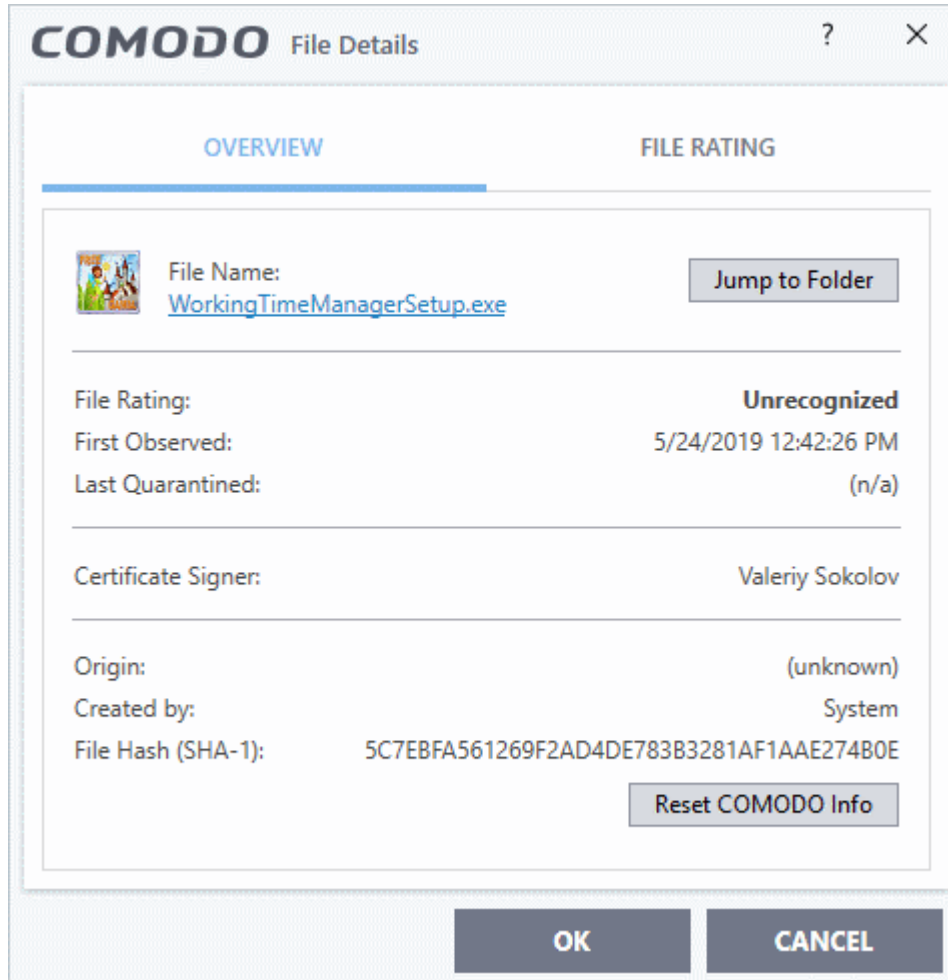 COMODO File Details ?
OVERVIEW FILE RATING
File Name: Jump to Folder
WorkingTimeManagerSetup.exe
File Rating: Unrecognized
First Observed: 5/24/2019 12:42:26 PM
Last Quarantined: (n/a)
Certificate Signer: Valeriy Sokolov
Origin: (unknown)
Created by: System
File Hash (SHA-1): 5C7EBFA561269F2AD4DE783B3281AF1AAE274B0E
Reset COMODO Info
OK CANCEL